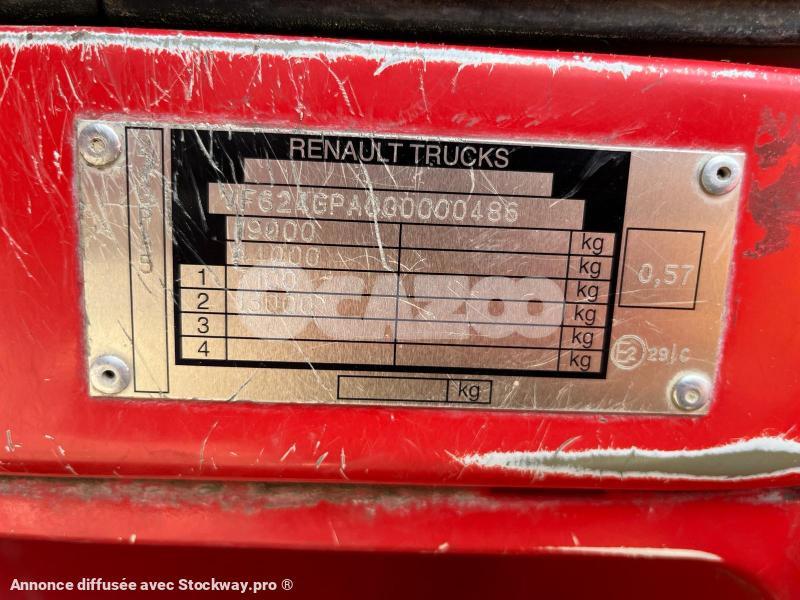 RENAULT TRUCKS
VF624GPA000000486
19000 kg
kg
1 kg
2 13000 kg
3 kg
4 kg
kg
0,57
E2 29/C
CAZOO
Annonce diffusée avec Stockway.pro ®